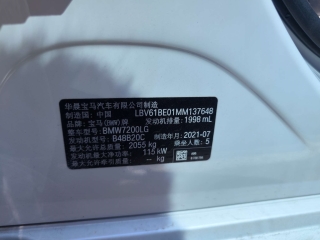 华晨宝马汽车有限公司制造
制造国: 中国 LBV61BE01MM137648
品牌: 宝马(BMW)牌 发动机排量: 1998 mL
整车型号: BMW7200LG
发动机型号: B48B20C 制造年月: 2021-07
最大允许总质量: 2055 kg 乘坐人数: 5
发动机最大净功率: 115 kW
— kg